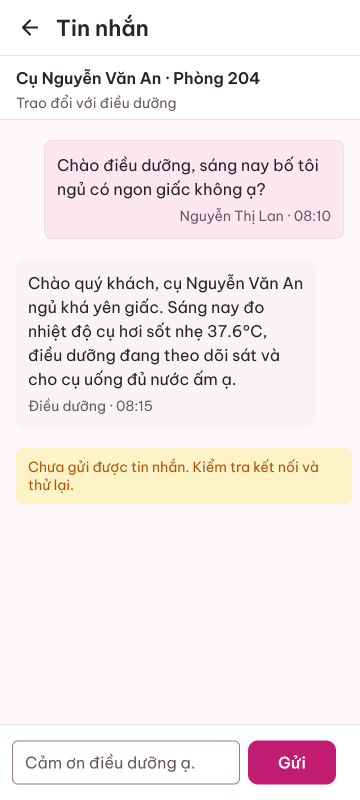 Tin nhắn
Cụ Nguyễn Văn An · Phòng 204
Trao đổi với điều dưỡng
Chào điều dưỡng, sáng nay bố tôi
ngủ có ngon giấc không ạ?
Nguyễn Thị Lan · 08:10
Chào quý khách, cụ Nguyễn Văn An
ngủ khá yên giấc. Sáng nay đo
nhiệt độ cụ hơi sốt nhẹ 37.6°C,
điều dưỡng đang theo dõi sát và
cho cụ uống đủ nước ấm ạ.
Điều dưỡng · 08:15
Chưa gửi được tin nhắn. Kiểm tra kết nối và
thử lại.
Cảm ơn điều dưỡng ạ.
Gửi